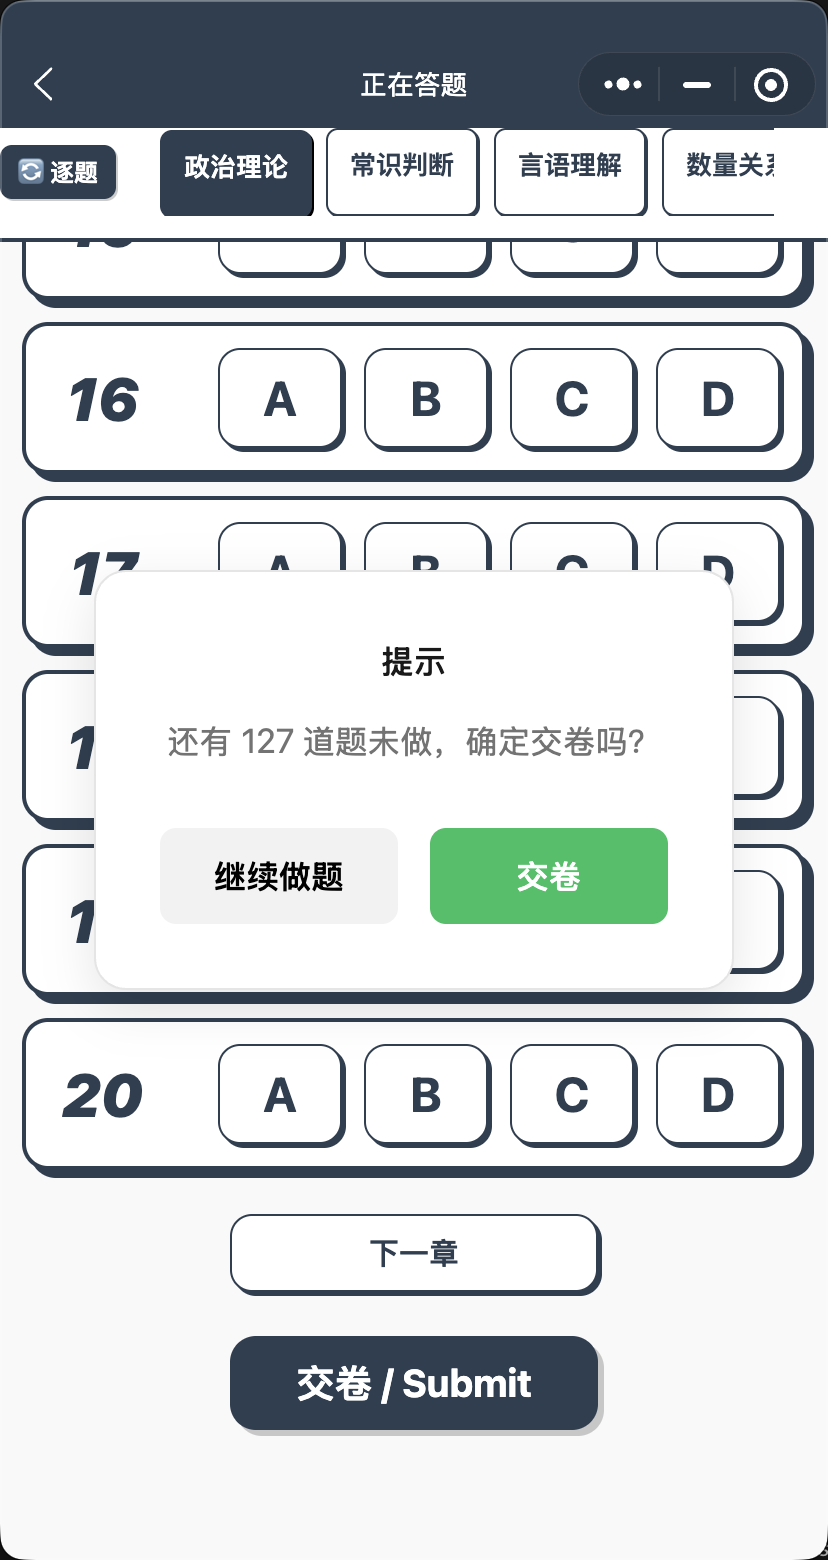 正在答题
逐题
政治理论
常识判断
言语理解
数量关
16 A B C D
17 A B C D
提示
还有 127 道题未做，确定交卷吗?
继续做题
交卷
20 A B C D
下一章
交卷 / Submit